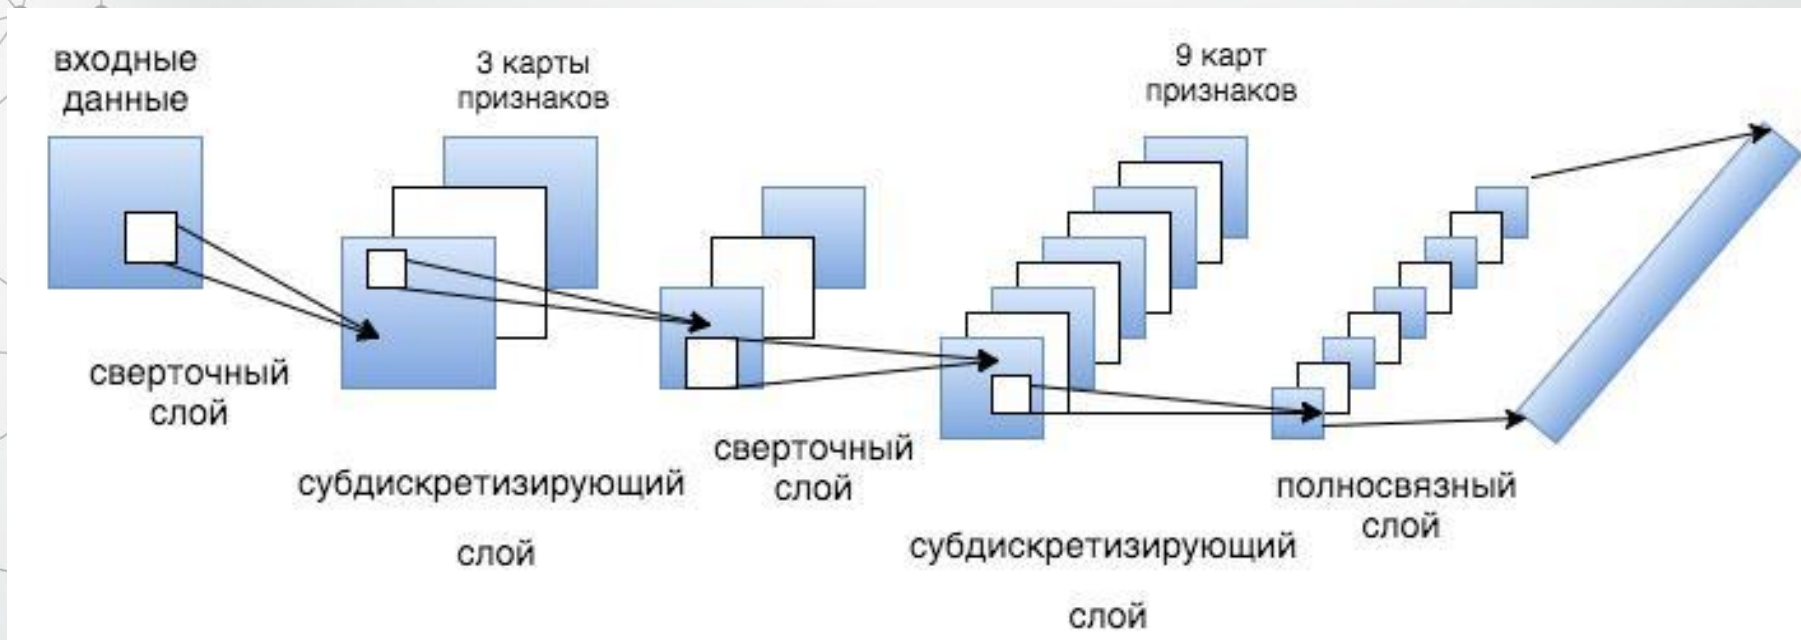 входные
данные
3 карты
признаков
9 карт
признаков
сверточный
слой
субдискретизирующий
слой
сверточный
слой
субдискретизирующий
слой
полносвязный
слой